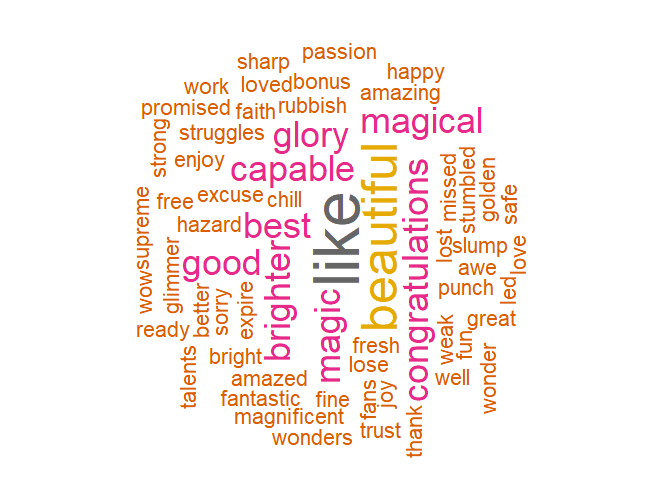 passion
sharp
happy
work
loved
bonus
amazing
promised
faith
rubbish
magical
struggles
glory
strong
enjoy
capable
missed
stumbled
golden
safe
free
excuse
chill
like
beautiful
congratulations
supreme
hazard
best
lost
slump
love
wow
glimmer
good
awe
better
sorry
expire
brighter
magic
punch
led
ready
great
weak
fun
bright
fresh
lose
talents
amazed
well
wonder
fantastic
fine
fans
joy
magnificent
thank
wonders
trust